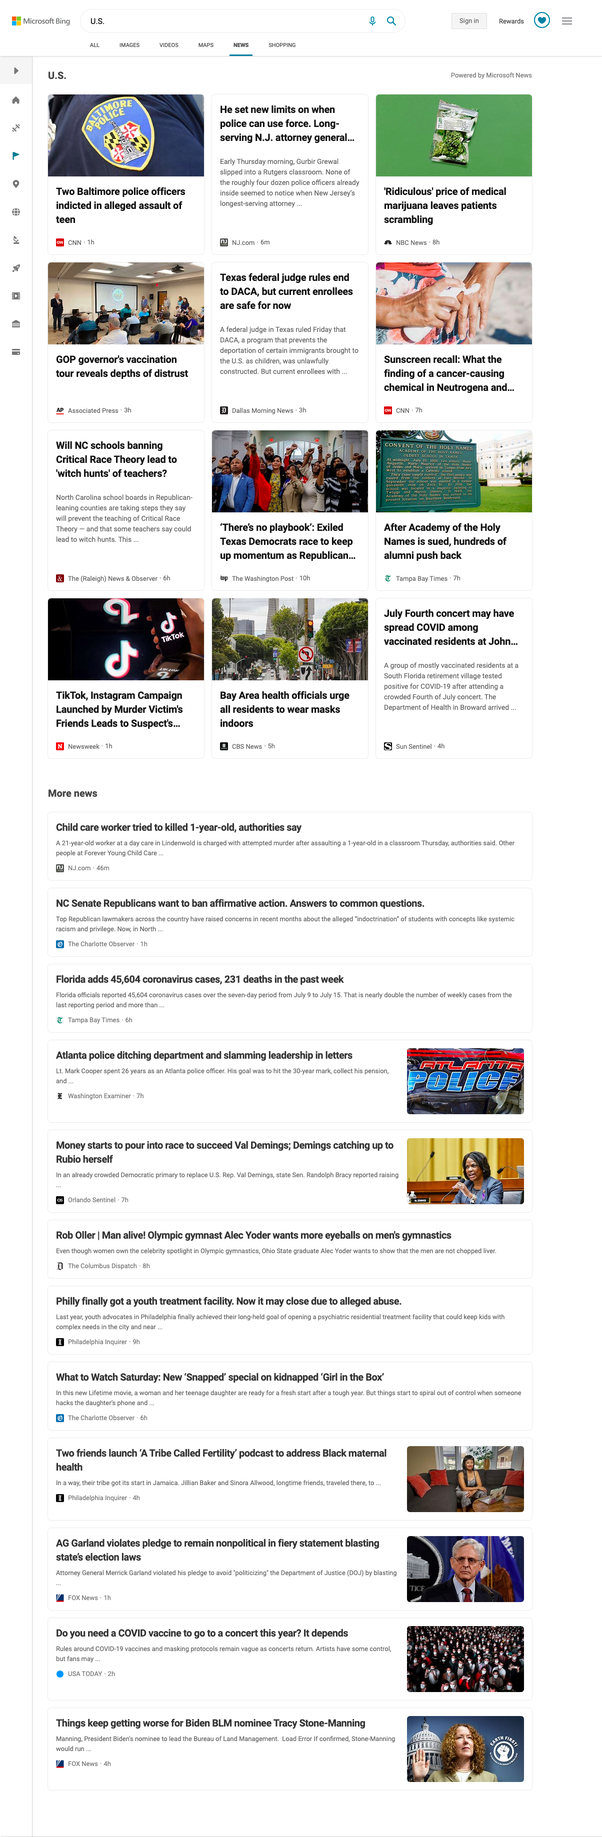 Microsoft Bing
U.S.
Sign in
Rewards
ALL
IMAGES
VIDEOS
MAPS
NEWS
SHOPPING
U.S.
Powered by Microsoft News
BALTIMORE
POLICE
Two Baltimore police officers
indicted in alleged assault of
teen
CNN · 1h
He set new limits on when
police can use force. Long-
serving N.J. attorney general...
Early Thursday morning, Gurbir Grewal
slipped into a Rutgers classroom. None of
the roughly four dozen police officers already
inside seemed to notice when New Jersey's
longest-serving attorney ...
NJ.com · 6m
'Ridiculous' price of medical
marijuana leaves patients
scrambling
NBC News · 8h
GOP governor's vaccination
tour reveals depths of distrust
AP
Associated Press · 3h
Texas federal judge rules end
to DACA, but current enrollees
are safe for now
A federal judge in Texas ruled Friday that
DACA, a program that prevents the
deportation of certain immigrants brought to
the U.S. as children, was unlawfully
constructed. But current enrollees with ...
Dallas Morning News · 3h
Sunscreen recall: What the
finding of a cancer-causing
chemical in Neutrogena and...
CNN · 7h
Will NC schools banning
Critical Race Theory lead to
'witch hunts' of teachers?
North Carolina school boards in Republican-
leaning counties are taking steps they say
will prevent the teaching of Critical Race
Theory — and that some teachers say could
lead to witch hunts. This ...
The (Raleigh) News & Observer · 6h
'There's no playbook': Exiled
Texas Democrats race to keep
up momentum as Republican...
wp
The Washington Post · 10h
CONVENT OF THE HOLY NAMES
After Academy of the Holy
Names is sued, hundreds of
alumni push back
Tampa Bay Times · 7h
TikTok
TikTok, Instagram Campaign
Launched by Murder Victim's
Friends Leads to Suspect's...
N
Newsweek · 1h
Bay Area health officials urge
all residents to wear masks
indoors
CBS News · 5h
July Fourth concert may have
spread COVID among
vaccinated residents at John...
A group of mostly vaccinated residents at a
South Florida retirement village tested
positive for COVID-19 after attending a
crowded Fourth of July concert. The
Department of Health in Broward arrived ...
Sun Sentinel · 4h
More news
Child care worker tried to killed 1-year-old, authorities say
A 21-year-old worker at a day care in Lindenwold is charged with attempted murder after assaulting a 1-year-old in a classroom Thursday, authorities said. Other
people at Forever Young Child Care ...
NJ.com · 46m
NC Senate Republicans want to ban affirmative action. Answers to common questions.
Top Republican lawmakers across the country have raised concerns in recent months about the alleged "indoctrination" of students with concepts like systemic
racism and privilege. Now, in North ...
The Charlotte Observer · 1h
Florida adds 45,604 coronavirus cases, 231 deaths in the past week
Florida officials reported 45,604 coronavirus cases over the seven-day period from July 9 to July 15. That is nearly double the number of weekly cases from the
last reporting period and more than ...
Tampa Bay Times · 6h
Atlanta police ditching department and slamming leadership in letters
Lt. Mark Cooper spent 26 years as an Atlanta police officer. His goal was to hit the 30-year mark, collect his pension,
and ...
Washington Examiner · 7h
ATLANTA
POLICE
Money starts to pour into race to succeed Val Demings; Demings catching up to
Rubio herself
In an already crowded Democratic primary to replace U.S. Rep. Val Demings, state Sen. Randolph Bracy reported raising
...
OS
Orlando Sentinel · 7h
Rob Oller | Man alive! Olympic gymnast Alec Yoder wants more eyeballs on men's gymnastics
Even though women own the celebrity spotlight in Olympic gymnastics, Ohio State graduate Alec Yoder wants to show that the men are not chopped liver.
The Columbus Dispatch · 8h
Philly finally got a youth treatment facility. Now it may close due to alleged abuse.
Last year, youth advocates in Philadelphia finally achieved their long-held goal of opening a psychiatric residential treatment facility that could keep kids with
complex needs in the city and near ...
Philadelphia Inquirer · 9h
What to Watch Saturday: New 'Snapped' special on kidnapped 'Girl in the Box'
In this new Lifetime movie, a woman and her teenage daughter are ready for a fresh start after a tough year. But things start to spiral out of control when someone
hacks the daughter's phone and ...
The Charlotte Observer · 6h
Two friends launch 'A Tribe Called Fertility' podcast to address Black maternal
health
In a way, their tribe got its start in Jamaica. Jillian Baker and Sinora Allwood, longtime friends, traveled there, to ...
Philadelphia Inquirer · 4h
AG Garland violates pledge to remain nonpolitical in fiery statement blasting
state's election laws
Attorney General Merrick Garland violated his pledge to avoid "politicizing" the Department of Justice (DOJ) by blasting
...
FOX News · 1h
TICE
Do you need a COVID vaccine to go to a concert this year? It depends
Rules around COVID-19 vaccines and masking protocols remain vague as concerts return. Artists have some control,
but fans may ...
USA TODAY · 2h
Things keep getting worse for Biden BLM nominee Tracy Stone-Manning
Manning, President Biden's nominee to lead the Bureau of Land Management. Load Error If confirmed, Stone-Manning
would run ...
FOX News · 4h
EARTH FIRST!